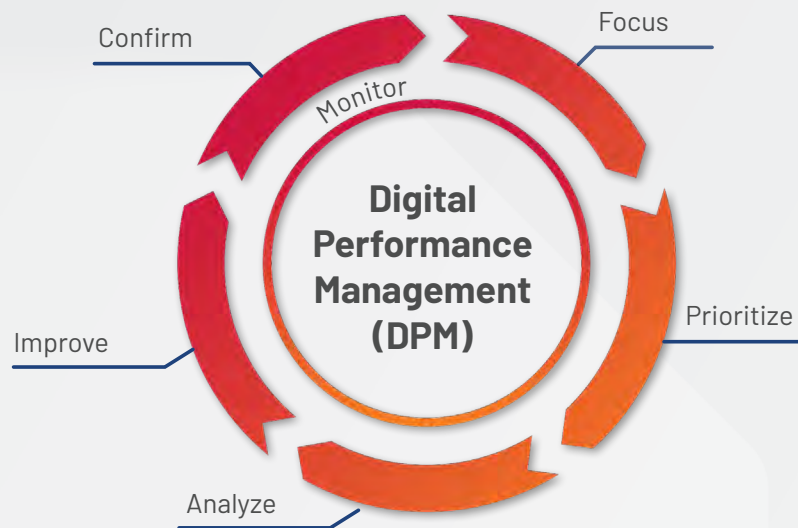 Confirm
Focus
Monitor
Digital
Performance
Management
(DPM)
Prioritize
Improve
Analyze